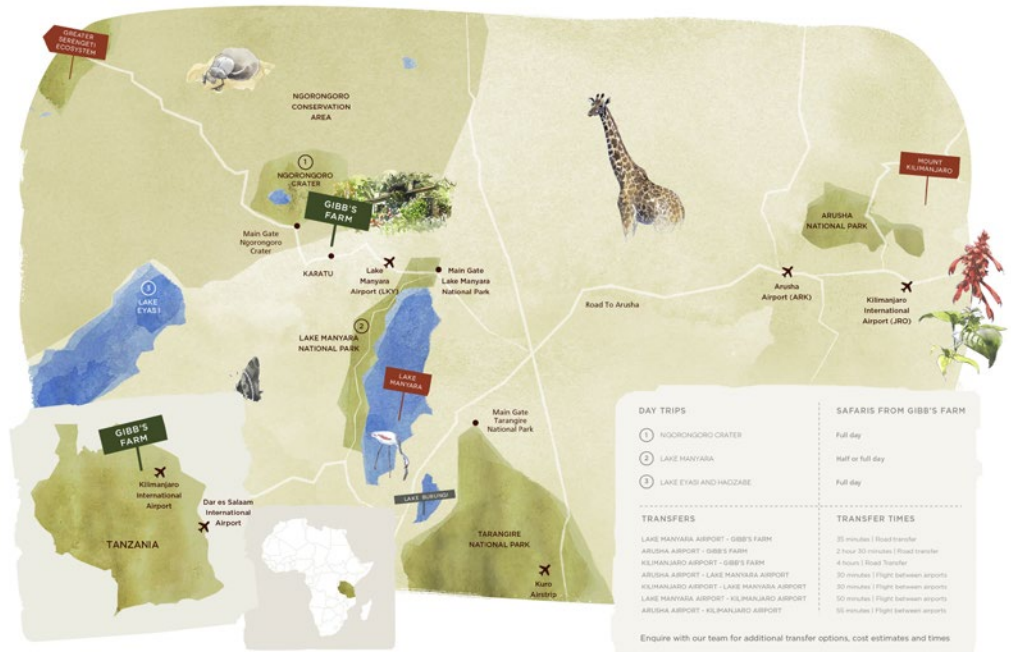 GREATER
SERENGETI
ECOSYSTEM
NGORONGORO
CONSERVATION
AREA
1
NGORONGORO
CRATER
GIBB'S
FARM
Main Gate
Ngorongoro
Crater
KARATU
Lake
Manyara
Airport (LKY)
Main Gate
Lake Manyara
National Park
3
LAKE
EYASI
2
LAKE MANYARA
NATIONAL PARK
LAKE
MANYARA
Main Gate
Tarangire
National Park
LAKE BURUNGI
TARANGIRE
NATIONAL PARK
Kuro
Airstrip
Road To Arusha
MOUNT
KILIMANJARO
ARUSHA
NATIONAL PARK
Arusha
Airport (ARK)
Kilimanjaro
International
Airport (JRO)
GIBB'S
FARM
Kilimanjaro
International
Airport
Dar es Salaam
International
Airport
TANZANIA
DAY TRIPS SAFARIS FROM GIBB'S FARM
1 NGORONGORO CRATER Full day
2 LAKE MANYARA Half or full day
3 LAKE EYASI AND HADZABE Full day
TRANSFERS TRANSFER TIMES
LAKE MANYARA AIRPORT - GIBB'S FARM 35 minutes | Road transfer
ARUSHA AIRPORT - GIBB'S FARM 2 hour 30 minutes | Road transfer
KILIMANJARO AIRPORT - GIBB'S FARM 4 hours | Road Transfer
ARUSHA AIRPORT - LAKE MANYARA AIRPORT 30 minutes | Flight between airports
KILIMANJARO AIRPORT - LAKE MANYARA AIRPORT 30 minutes | Flight between airports
LAKE MANYARA AIRPORT - KILIMANJARO AIRPORT 50 minutes | Flight between airports
ARUSHA AIRPORT - KILIMANJARO AIRPORT 55 minutes | Flight between airports
Enquire with our team for additional transfer options, cost estimates and times